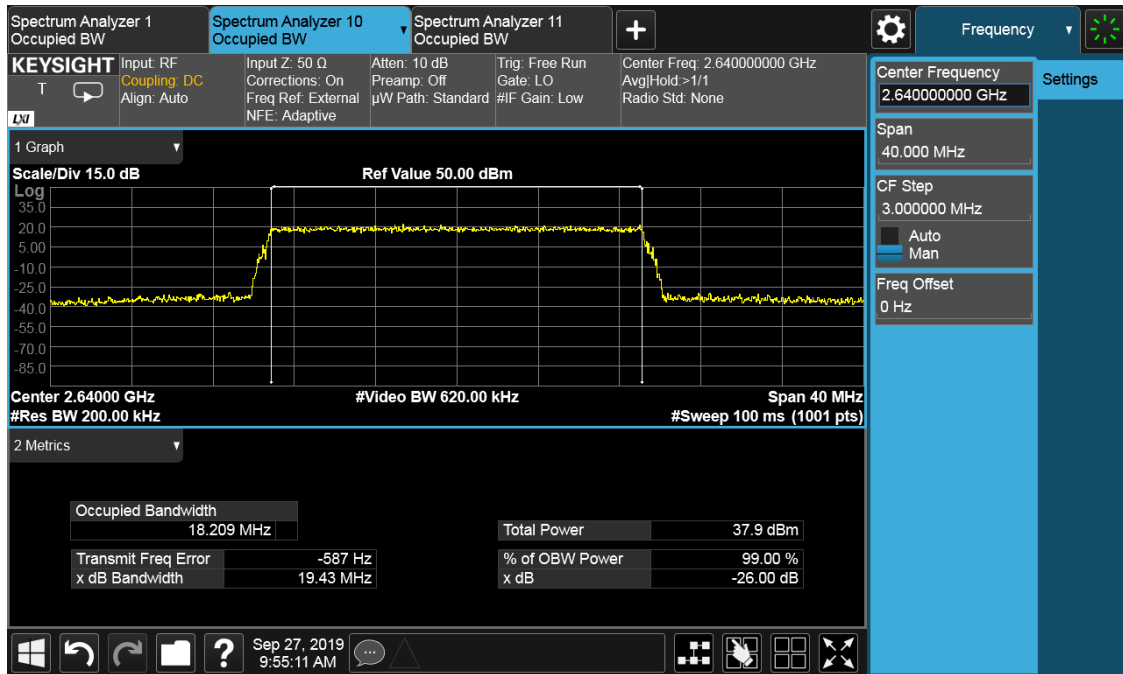 Spectrum Analyzer 1
Occupied BW
Spectrum Analyzer 10
Occupied BW
Spectrum Analyzer 11
Occupied BW
Frequency
KEYSIGHT
T
LXI
Input: RF
Coupling: DC
Align: Auto
Input Z: 50 Ω
Corrections: On
Freq Ref: External
NFE: Adaptive
Atten: 10 dB
Preamp: Off
µW Path: Standard
Trig: Free Run
Gate: LO
#IF Gain: Low
Center Freq: 2.640000000 GHz
Avg|Hold:>1/1
Radio Std: None
Center Frequency
2.640000000 GHz
Settings
Span
40.000 MHz
CF Step
3.000000 MHz
Auto
Man
Freq Offset
0 Hz
1 Graph
Scale/Div 15.0 dB
Ref Value 50.00 dBm
Log
35.0
20.0
5.00
-10.0
-25.0
-40.0
-55.0
-70.0
-85.0
Center 2.64000 GHz
#Video BW 620.00 kHz
Span 40 MHz
#Res BW 200.00 kHz
#Sweep 100 ms (1001 pts)
2 Metrics
Occupied Bandwidth
18.209 MHz
Total Power 37.9 dBm
Transmit Freq Error -587 Hz
% of OBW Power 99.00 %
x dB Bandwidth 19.43 MHz
x dB -26.00 dB
?
Sep 27, 2019
9:55:11 AM